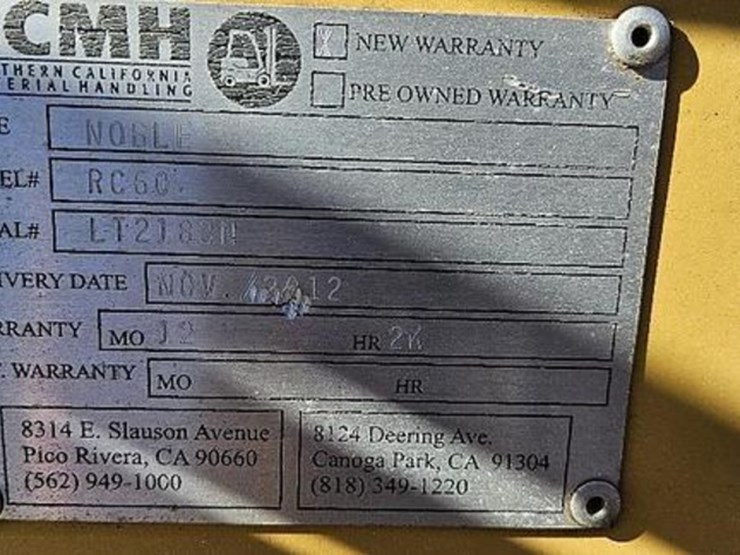 CMH
THERN CALIFORNIA
ERIAL HANDLING
X NEW WARRANTY
PRE OWNED WARRANTY
E NOBLE
EL# RC60
AL#
IVERY DATE NOV. 12
RRANTY MO 12 HR 2K
. WARRANTY MO HR
8314 E. Slauson Avenue
Pico Rivera, CA 90660
(562) 949-1000
8124 Deering Ave.
Canoga Park, CA 91304
(818) 349-1220